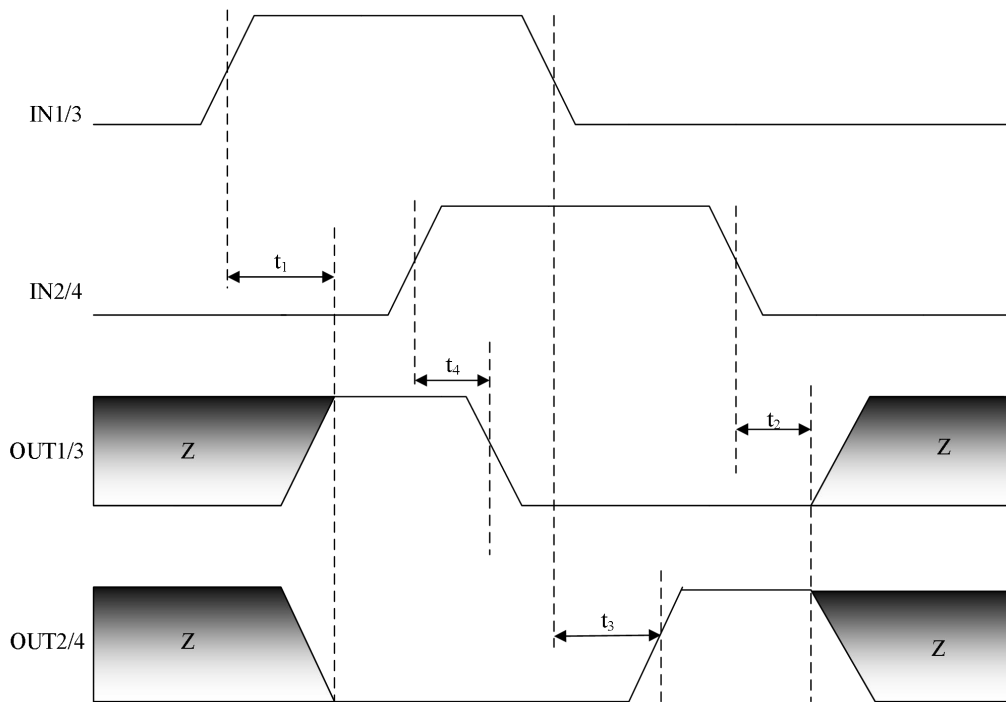 IN1/3
t₁
IN2/4
t₄
t₂
OUT1/3
Z
Z
t₃
OUT2/4
Z
Z